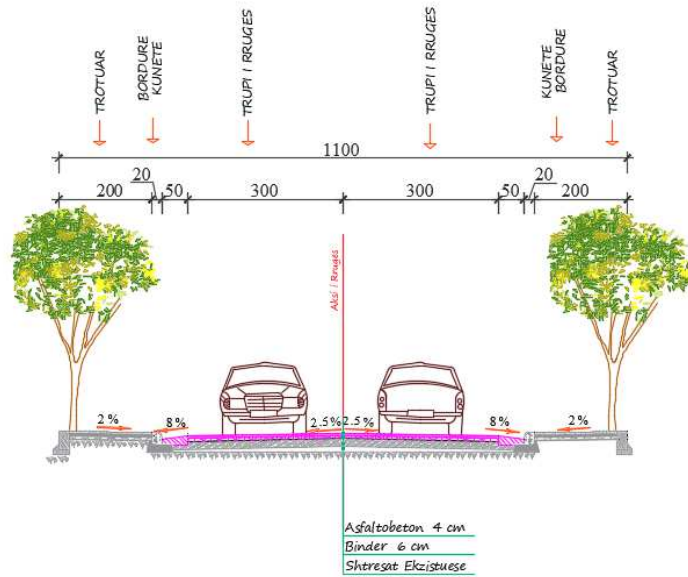 TROTUAR
BORDURE
KUNETE
TRUPI I RRUGES
TRUPI I RRUGES
KUNETE
BORDURE
TROTUAR
1100
20
20
200
50
300
300
50
200
Aksi i Rruges
2%
8%
2.5%
2.5%
8%
2%
Asfaltobeton 4 cm
Binder 6 cm
Shtresat Ekzistuese